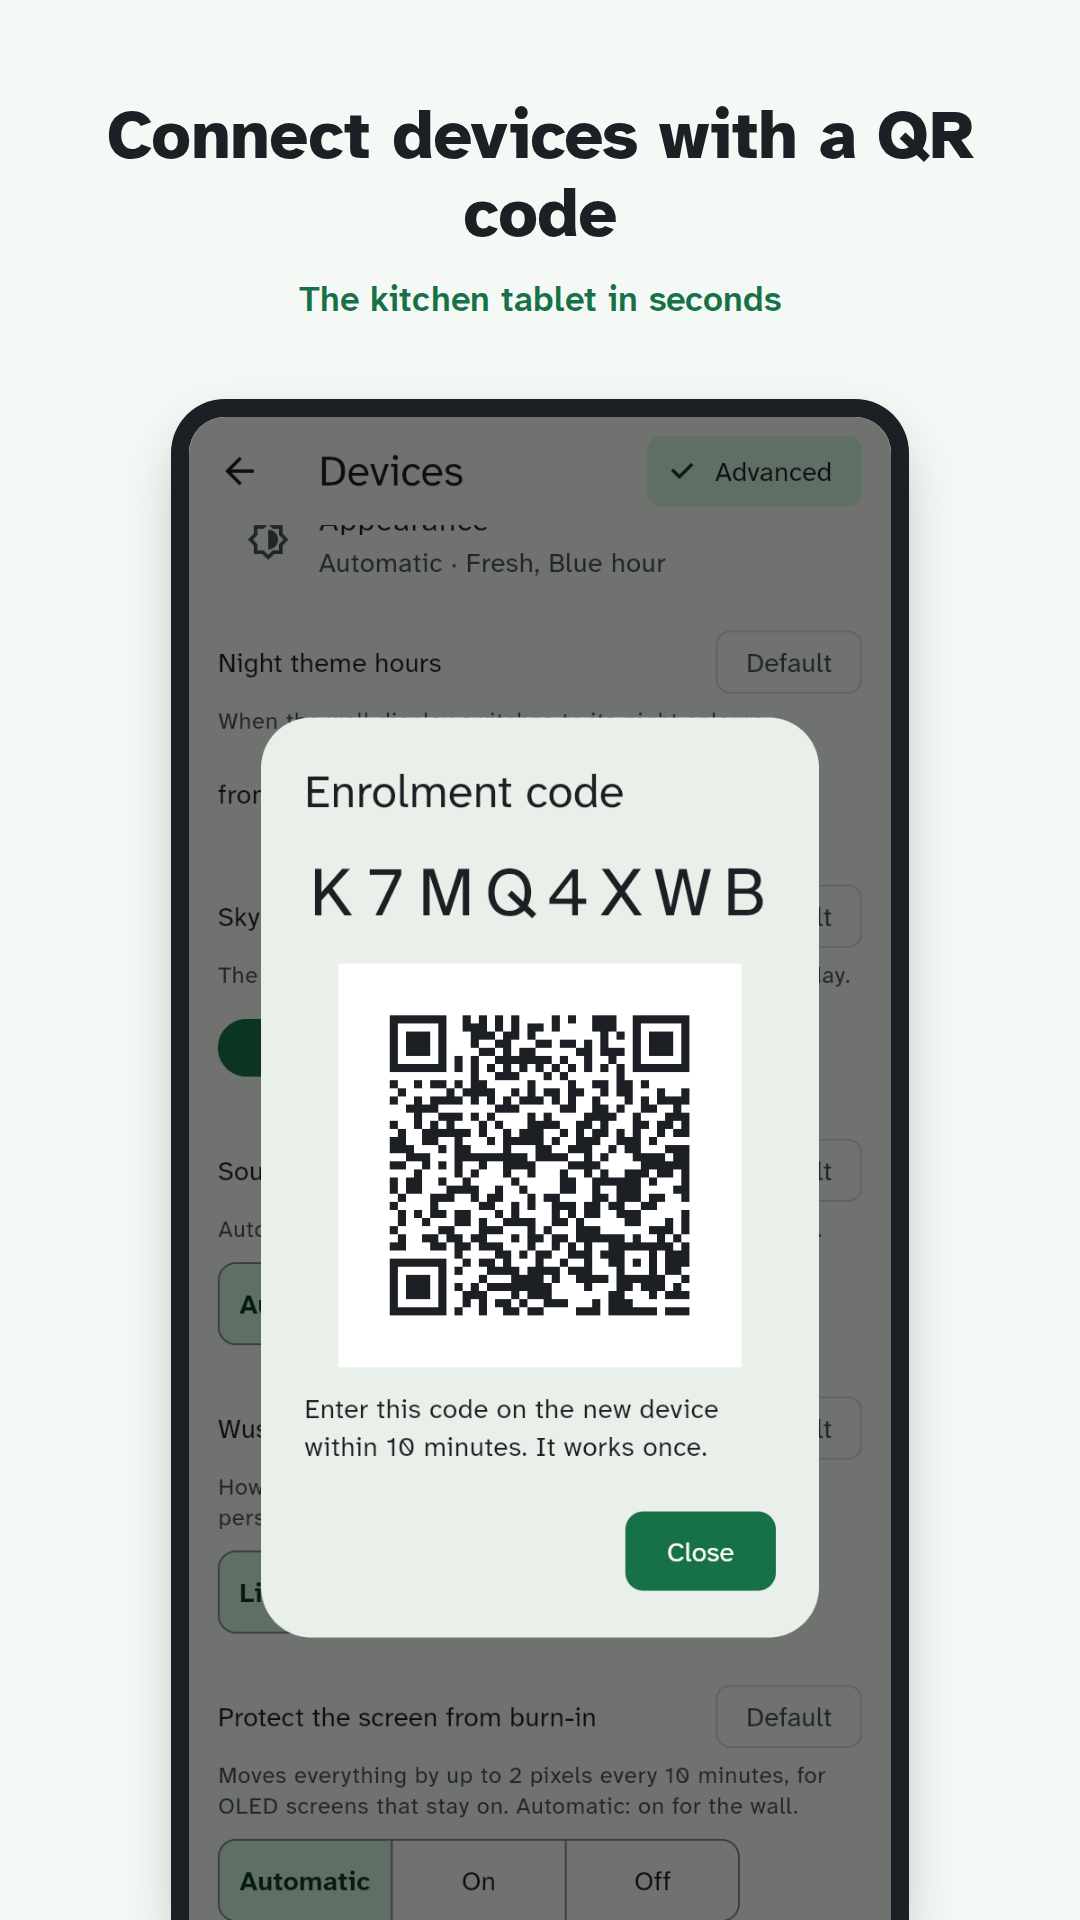 Connect devices with a QR
code
The kitchen tablet in seconds
Devices
Advanced
Appearance
Automatic · Fresh, Blue hour
Night theme hours
Default
When
Enrolment code
K7MQ4XWB
The
Enter this code on the new device
within 10 minutes. It works once.
How
Close
Protect the screen from burn-in
Default
Moves everything by up to 2 pixels every 10 minutes, for
OLED screens that stay on. Automatic: on for the wall.
Automatic
On
Off